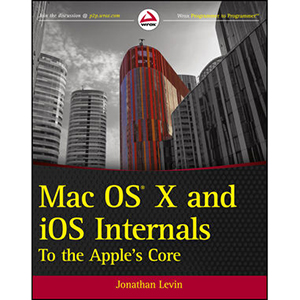 Join the discussion @ p2p.wrox.com
Wrox Programmer to Programmer™
WROX
Mac OS® X and
iOS Internals
To the Apple's Core
Jonathan Levin